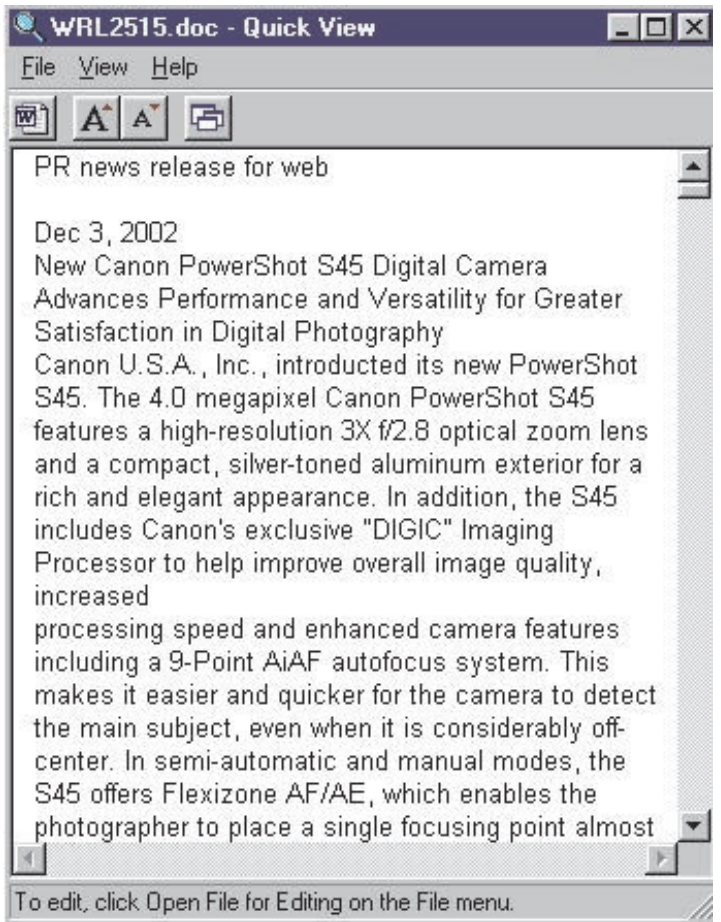 WRL2515.doc - Quick View
File View Help
W A A
PR news release for web
Dec 3, 2002
New Canon PowerShot S45 Digital Camera
Advances Performance and Versatility for Greater
Satisfaction in Digital Photography
Canon U.S.A., Inc., introducted its new PowerShot
S45. The 4.0 megapixel Canon PowerShot S45
features a high-resolution 3X f/2.8 optical zoom lens
and a compact, silver-toned aluminum exterior for a
rich and elegant appearance. In addition, the S45
includes Canon's exclusive "DIGIC" Imaging
Processor to help improve overall image quality,
increased
processing speed and enhanced camera features
including a 9-Point AiAF autofocus system. This
makes it easier and quicker for the camera to detect
the main subject, even when it is considerably off-
center. In semi-automatic and manual modes, the
S45 offers Flexizone AF/AE, which enables the
photographer to place a single focusing point almost
To edit, click Open File for Editing on the File menu.